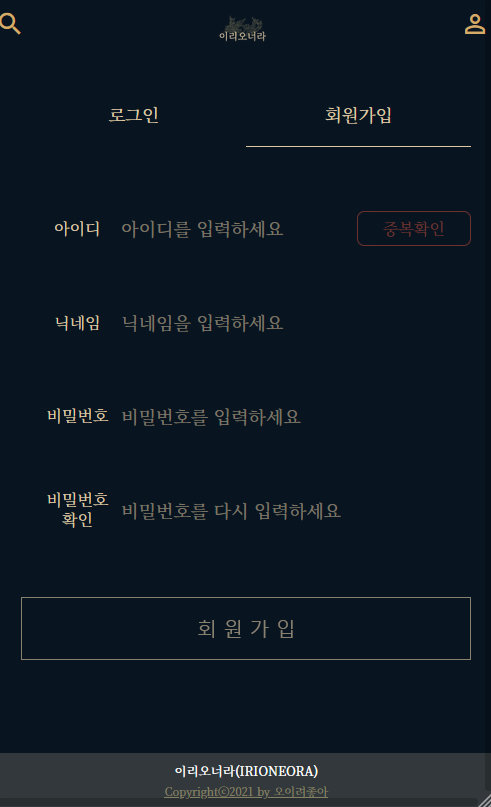 이리오너라
로그인 회원가입
아이디 아이디를 입력하세요 중복확인
닉네임 닉네임을 입력하세요
비밀번호 비밀번호를 입력하세요
비밀번호
확인 비밀번호를 다시 입력하세요
회 원 가 입
이리오너라(IRIONEORA)
Copyrightⓒ2021 by 오이려좋아